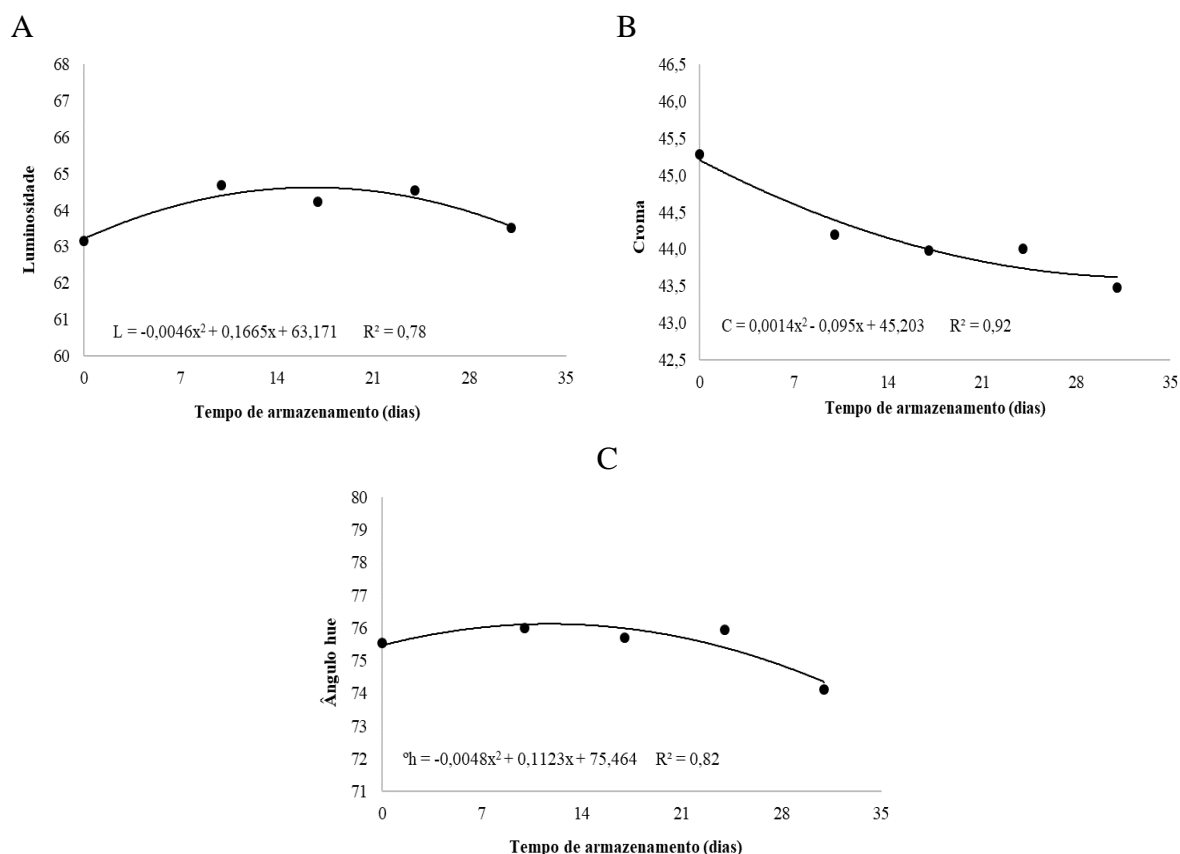 A
68
67
66
65
64
63
62
61
60
Luminosidade
L = -0,0046x² + 0,1665x + 63,171 R² = 0,78
0 7 14 21 28 35
Tempo de armazenamento (dias)
B
46,5
46,0
45,5
45,0
44,5
44,0
43,5
43,0
42,5
Croma
C = 0,0014x² - 0,095x + 45,203 R² = 0,92
0 7 14 21 28 35
Tempo de armazenamento (dias)
C
80
79
78
77
76
75
74
73
72
71
Ângulo hue
ºh = -0,0048x² + 0,1123x + 75,464 R² = 0,82
0 7 14 21 28 35
Tempo de armazenamento (dias)